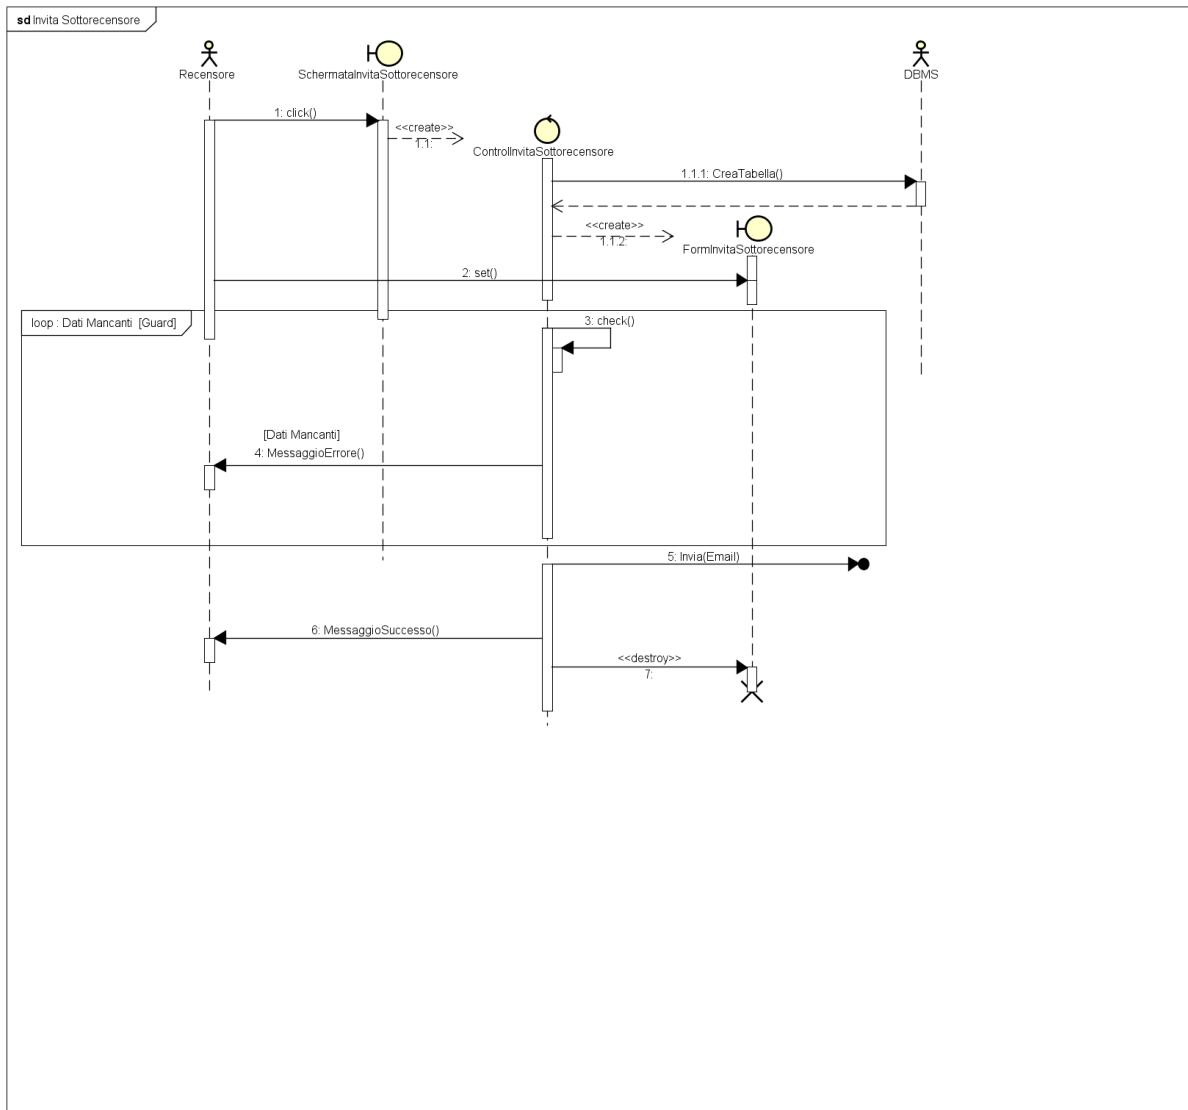 sd Invita Sottorecensore
Recensore
SchermataInvitaSottorecensore
DBMS
1: click()
<<create>>
1.1:
ControlInvitaSottorecensore
1.1.1: CreaTabella()
<<create>>
1.1.2:
FormInvitaSottorecensore
2: set()
loop : Dati Mancanti [Guard]
3: check()
[Dati Mancanti]
4: MessaggioErrore()
5: Invia(Email)
6: MessaggioSuccesso()
<<destroy>>
7: